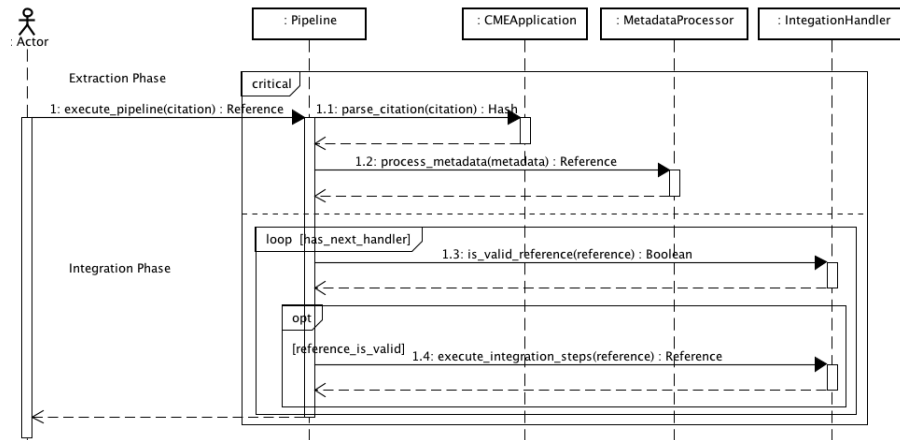 : Actor
: Pipeline
: CMEApplication
: MetadataProcessor
: IntegationHandler
Extraction Phase
critical
1: execute_pipeline(citation) : Reference
1.1: parse_citation(citation) : Hash
1.2: process_metadata(metadata) : Reference
loop [has_next_handler]
1.3: is_valid_reference(reference) : Boolean
Integration Phase
opt
[reference_is_valid]
1.4: execute_integration_steps(reference) : Reference